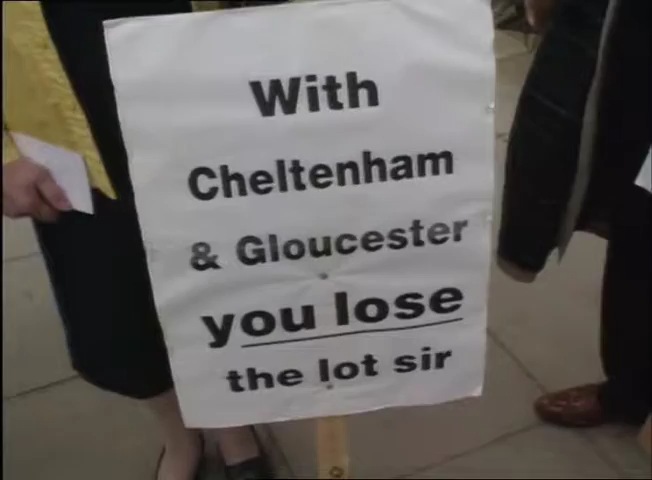 With
Cheltenham
& Gloucester
you lose
the lot sir